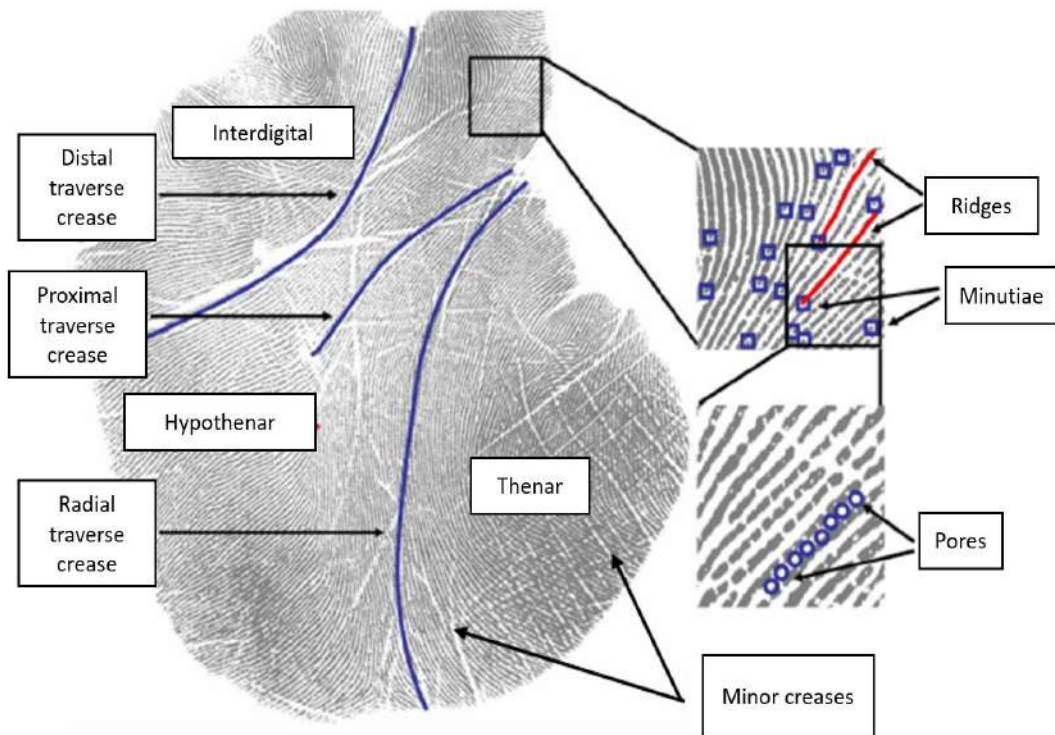 Interdigital
Distal
traverse
crease
Ridges
Proximal
traverse
crease
Minutiae
Hypothenar
Thenar
Radial
traverse
crease
Pores
Minor creases